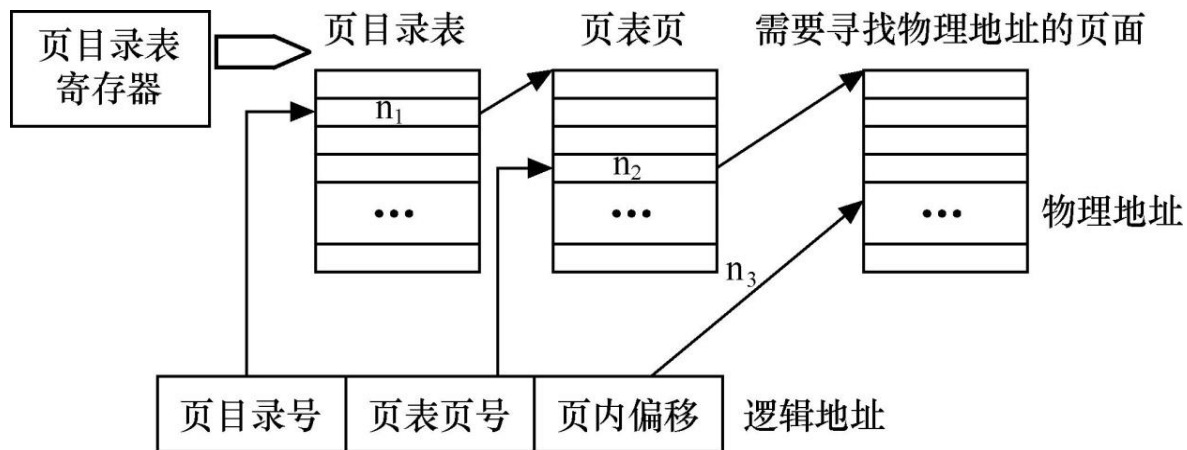 页目录表
寄存器
页目录表
页表页
需要寻找物理地址的页面
n₁
n₂
•••
•••
•••
物理地址
n₃
页目录号
页表页号
页内偏移
逻辑地址